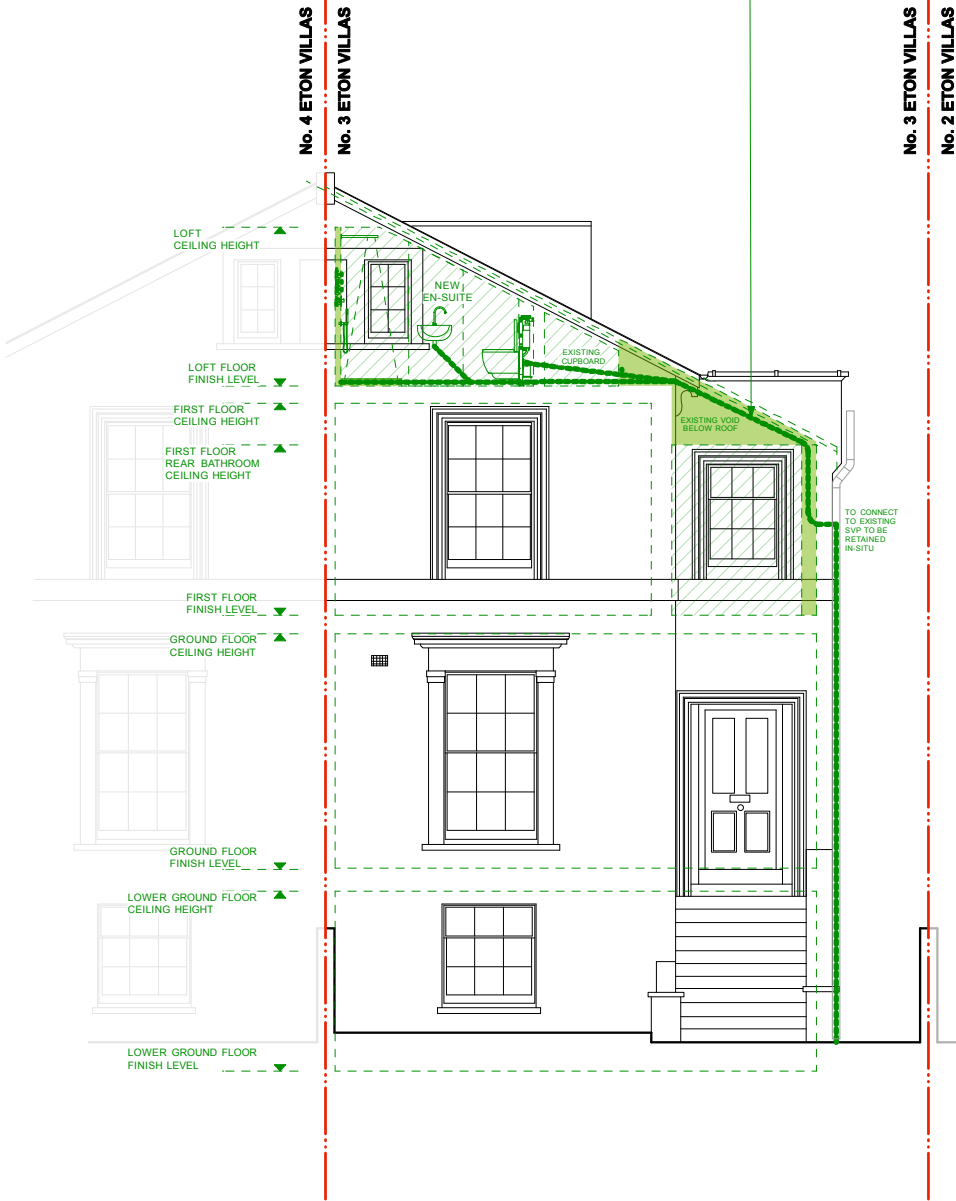 No. 4 ETON VILLAS
No. 3 ETON VILLAS
No. 3 ETON VILLAS
No. 2 ETON VILLAS
LOFT
CEILING HEIGHT
NEW
EN-SUITE
EXISTING
CUPBOARD
LOFT FLOOR
FINISH LEVEL
FIRST FLOOR
CEILING HEIGHT
EXISTING VOID
BELOW ROOF
FIRST FLOOR
REAR BATHROOM
CEILING HEIGHT
TO CONNECT
TO EXISTING
SVP TO BE
RETAINED
IN-SITU
FIRST FLOOR
FINISH LEVEL
GROUND FLOOR
CEILING HEIGHT
GROUND FLOOR
FINISH LEVEL
LOWER GROUND FLOOR
CEILING HEIGHT
LOWER GROUND FLOOR
FINISH LEVEL